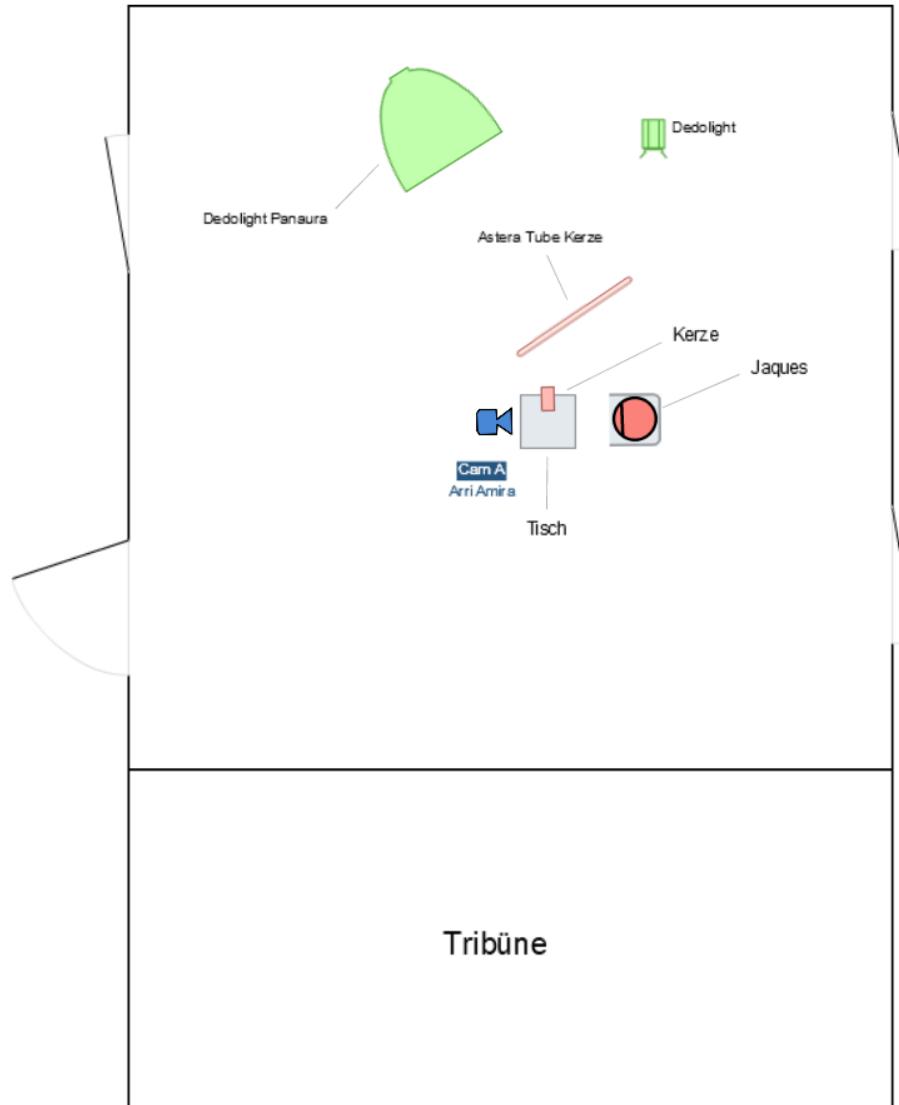 Dedolight
Dedolight Panaura
Astera Tube Kerze
Kerze
Jaques
Cam A
Arri Amira
Tisch
Tribüne